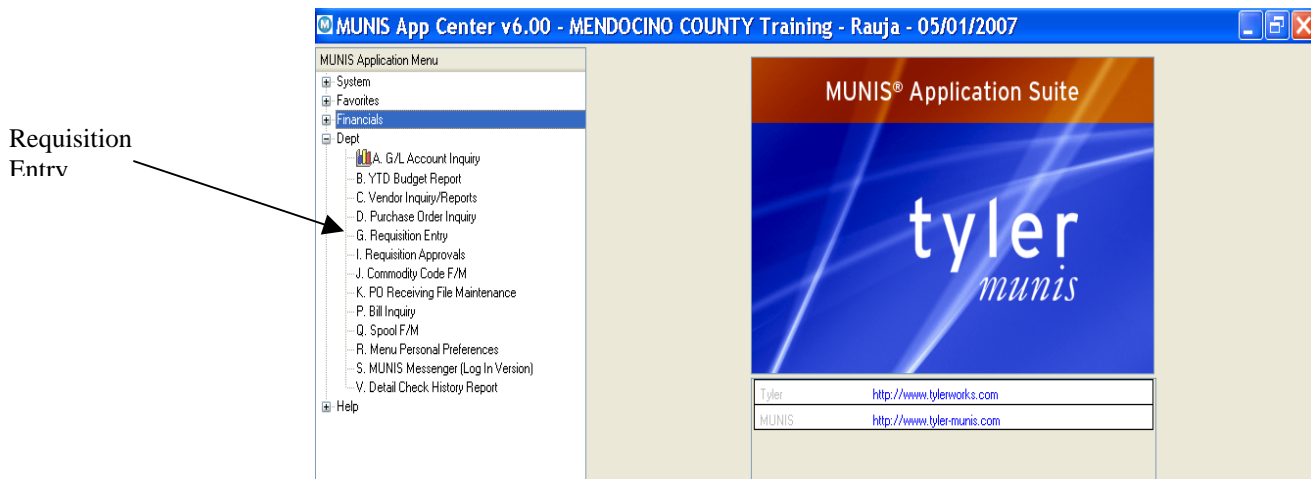 MUNIS App Center v6.00 - MENDOCINO COUNTY Training - Rauja - 05/01/2007
MUNIS Application Menu
System
Favorites
Financials
Dept
A. G/L Account Inquiry
B. YTD Budget Report
C. Vendor Inquiry/Reports
D. Purchase Order Inquiry
G. Requisition Entry
I. Requisition Approvals
J. Commodity Code F/M
K. PO Receiving File Maintenance
P. Bill Inquiry
Q. Spool F/M
R. Menu Personal Preferences
S. MUNIS Messenger (Log In Version)
V. Detail Check History Report
Help
Requisition
Entry
MUNIS® Application Suite
tyler
munis
Tyler http://www.tylerworks.com
MUNIS http://www.tyler-munis.com